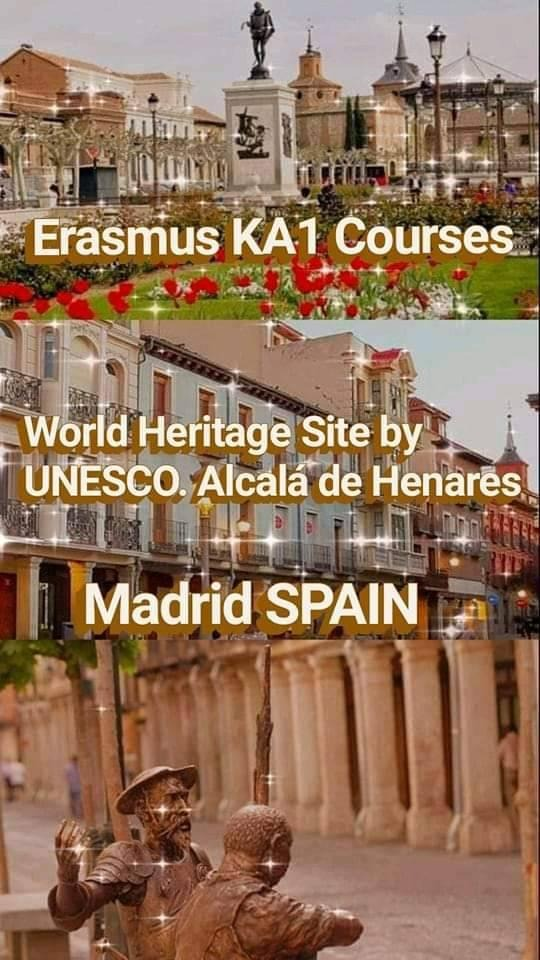 Erasmus KA1 Courses
World Heritage Site by
UNESCO. Alcalá de Henares
Madrid SPAIN